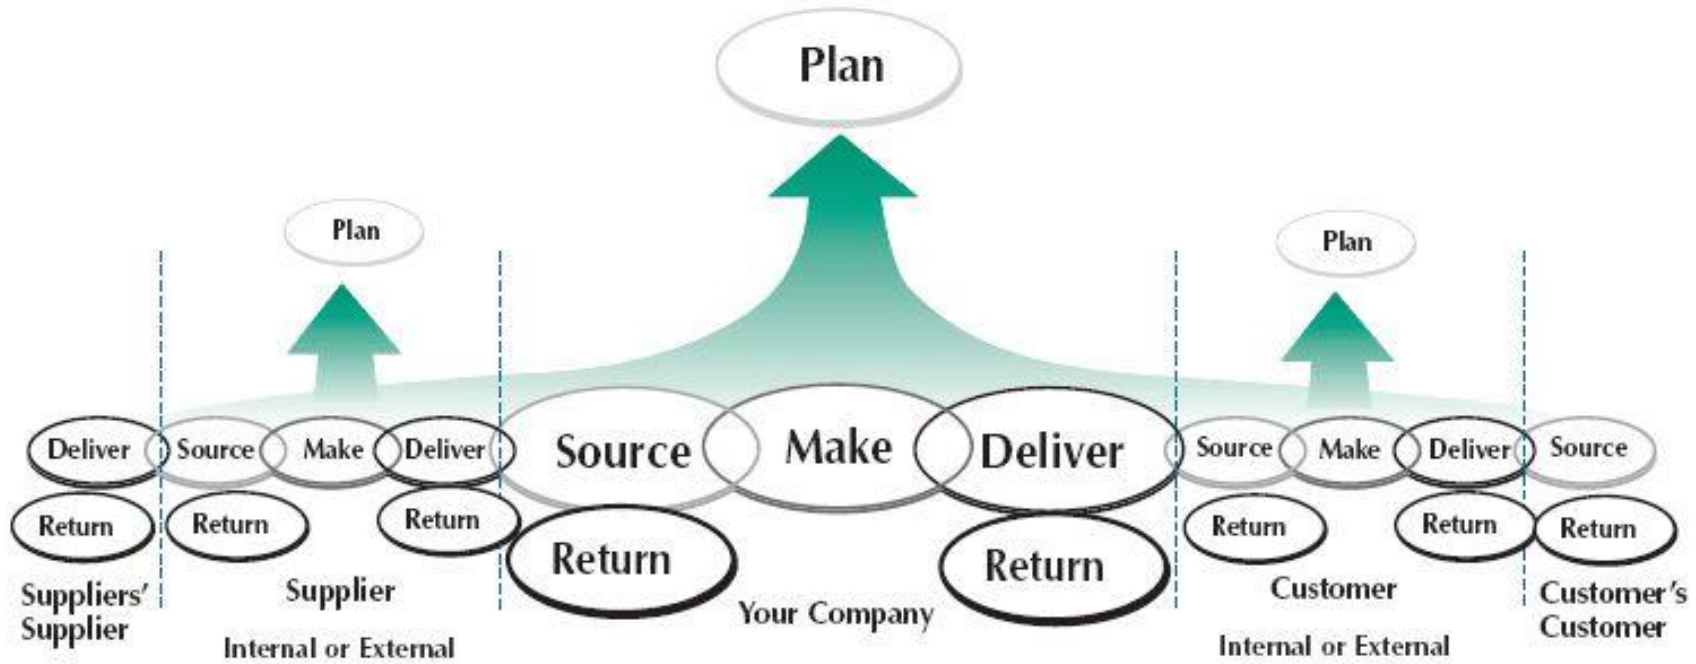 Plan
Plan
Plan
Deliver Source Make Deliver Source Make Deliver Source Make Deliver Source
Return Return Return Return Return Return Return Return
Suppliers'
Supplier
Supplier
Internal or External
Your Company
Customer
Internal or External
Customer's
Customer